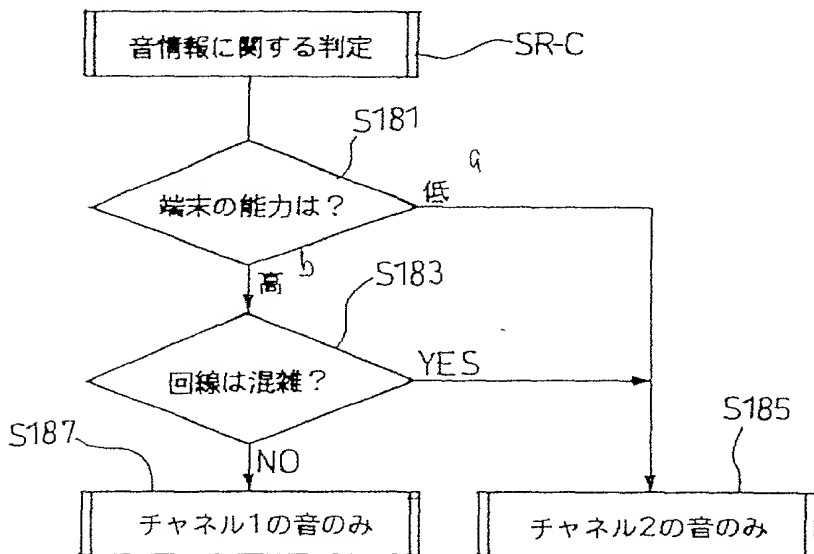 音情報に関する判定
SR-C
S181
端末の能力は？
低
a
高
b
S183
回線は混雑？
YES
NO
S187
チャネル1の音のみ
S185
チャネル2の音のみ